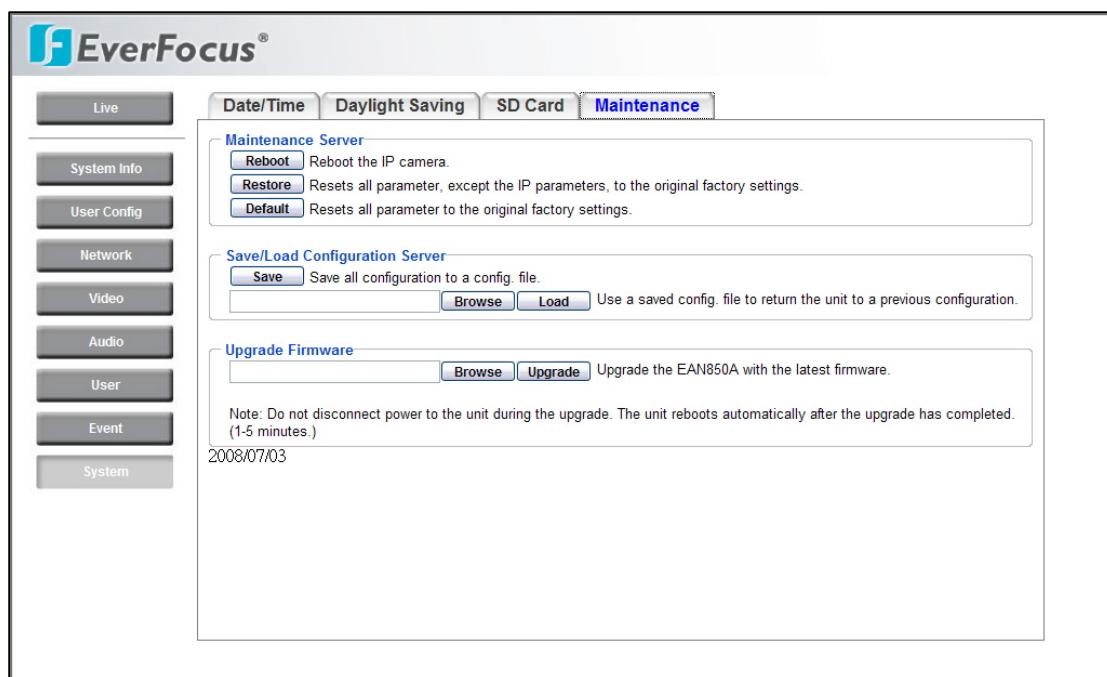 EverFocus®
Live
System Info
User Config
Network
Video
Audio
User
Event
System
Date/Time Daylight Saving SD Card Maintenance
Maintenance Server
Reboot Reboot the IP camera.
Restore Resets all parameter, except the IP parameters, to the original factory settings.
Default Resets all parameter to the original factory settings.
Save/Load Configuration Server
Save Save all configuration to a config. file.
Browse Load Use a saved config. file to return the unit to a previous configuration.
Upgrade Firmware
Browse Upgrade Upgrade the EAN850A with the latest firmware.
Note: Do not disconnect power to the unit during the upgrade. The unit reboots automatically after the upgrade has completed.
(1-5 minutes.)
2008/07/03